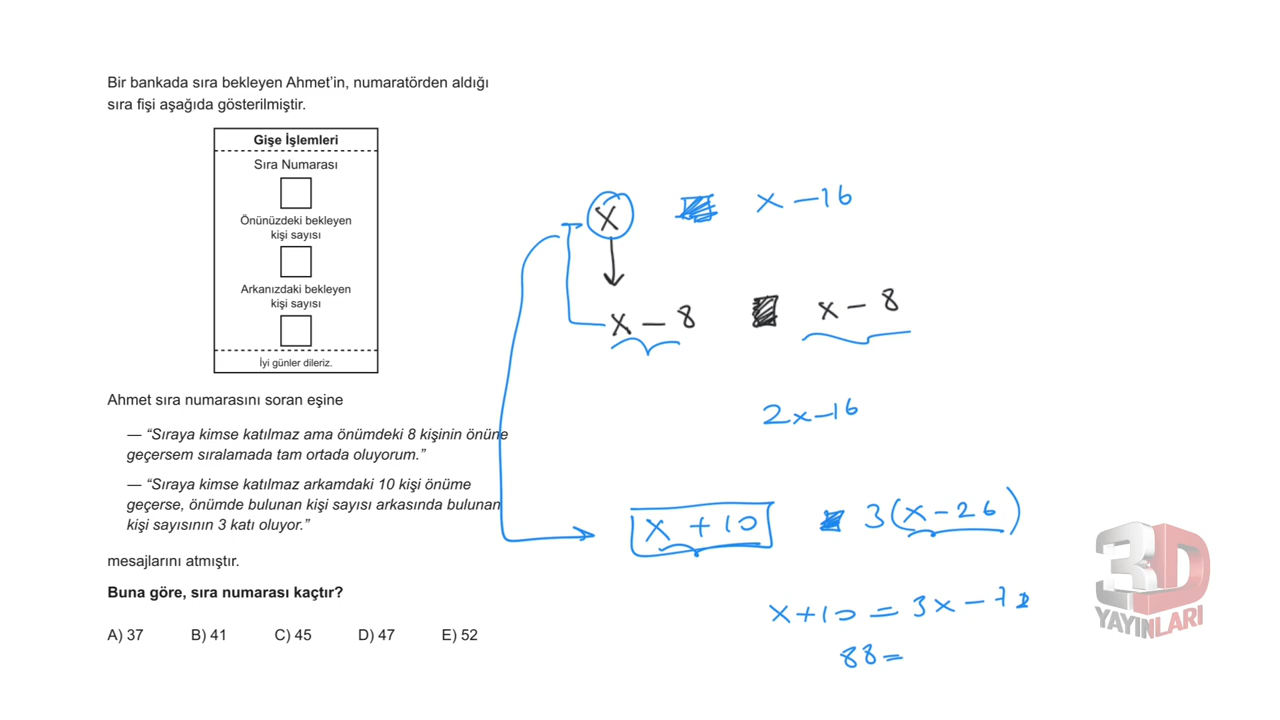 Bir bankada sıra bekleyen Ahmet'in, numaratörden aldığı
sıra fişi aşağıda gösterilmiştir.
Gişe İşlemleri
Sıra Numarası
Önünüzdeki bekleyen
kişi sayısı
Arkanızdaki bekleyen
kişi sayısı
İyi günler dileriz.
Ahmet sıra numarasını soran eşine
— "Sıraya kimse katılmaz ama önümdeki 8 kişinin önüne
geçersem sıralamada tam ortada oluyorum."
— "Sıraya kimse katılmaz arkamdaki 10 kişi önüme
geçerse, önümde bulunan kişi sayısı arkasında bulunan
kişi sayısının 3 katı oluyor."
mesajlarını atmıştır.
Buna göre, sıra numarası kaçtır?
A) 37 B) 41 C) 45 D) 47 E) 52
x x – 16
x – 8 x – 8
2x – 16
x + 10 3(x – 26)
x + 10 = 3x –
88 =
3D
YAYINLARI